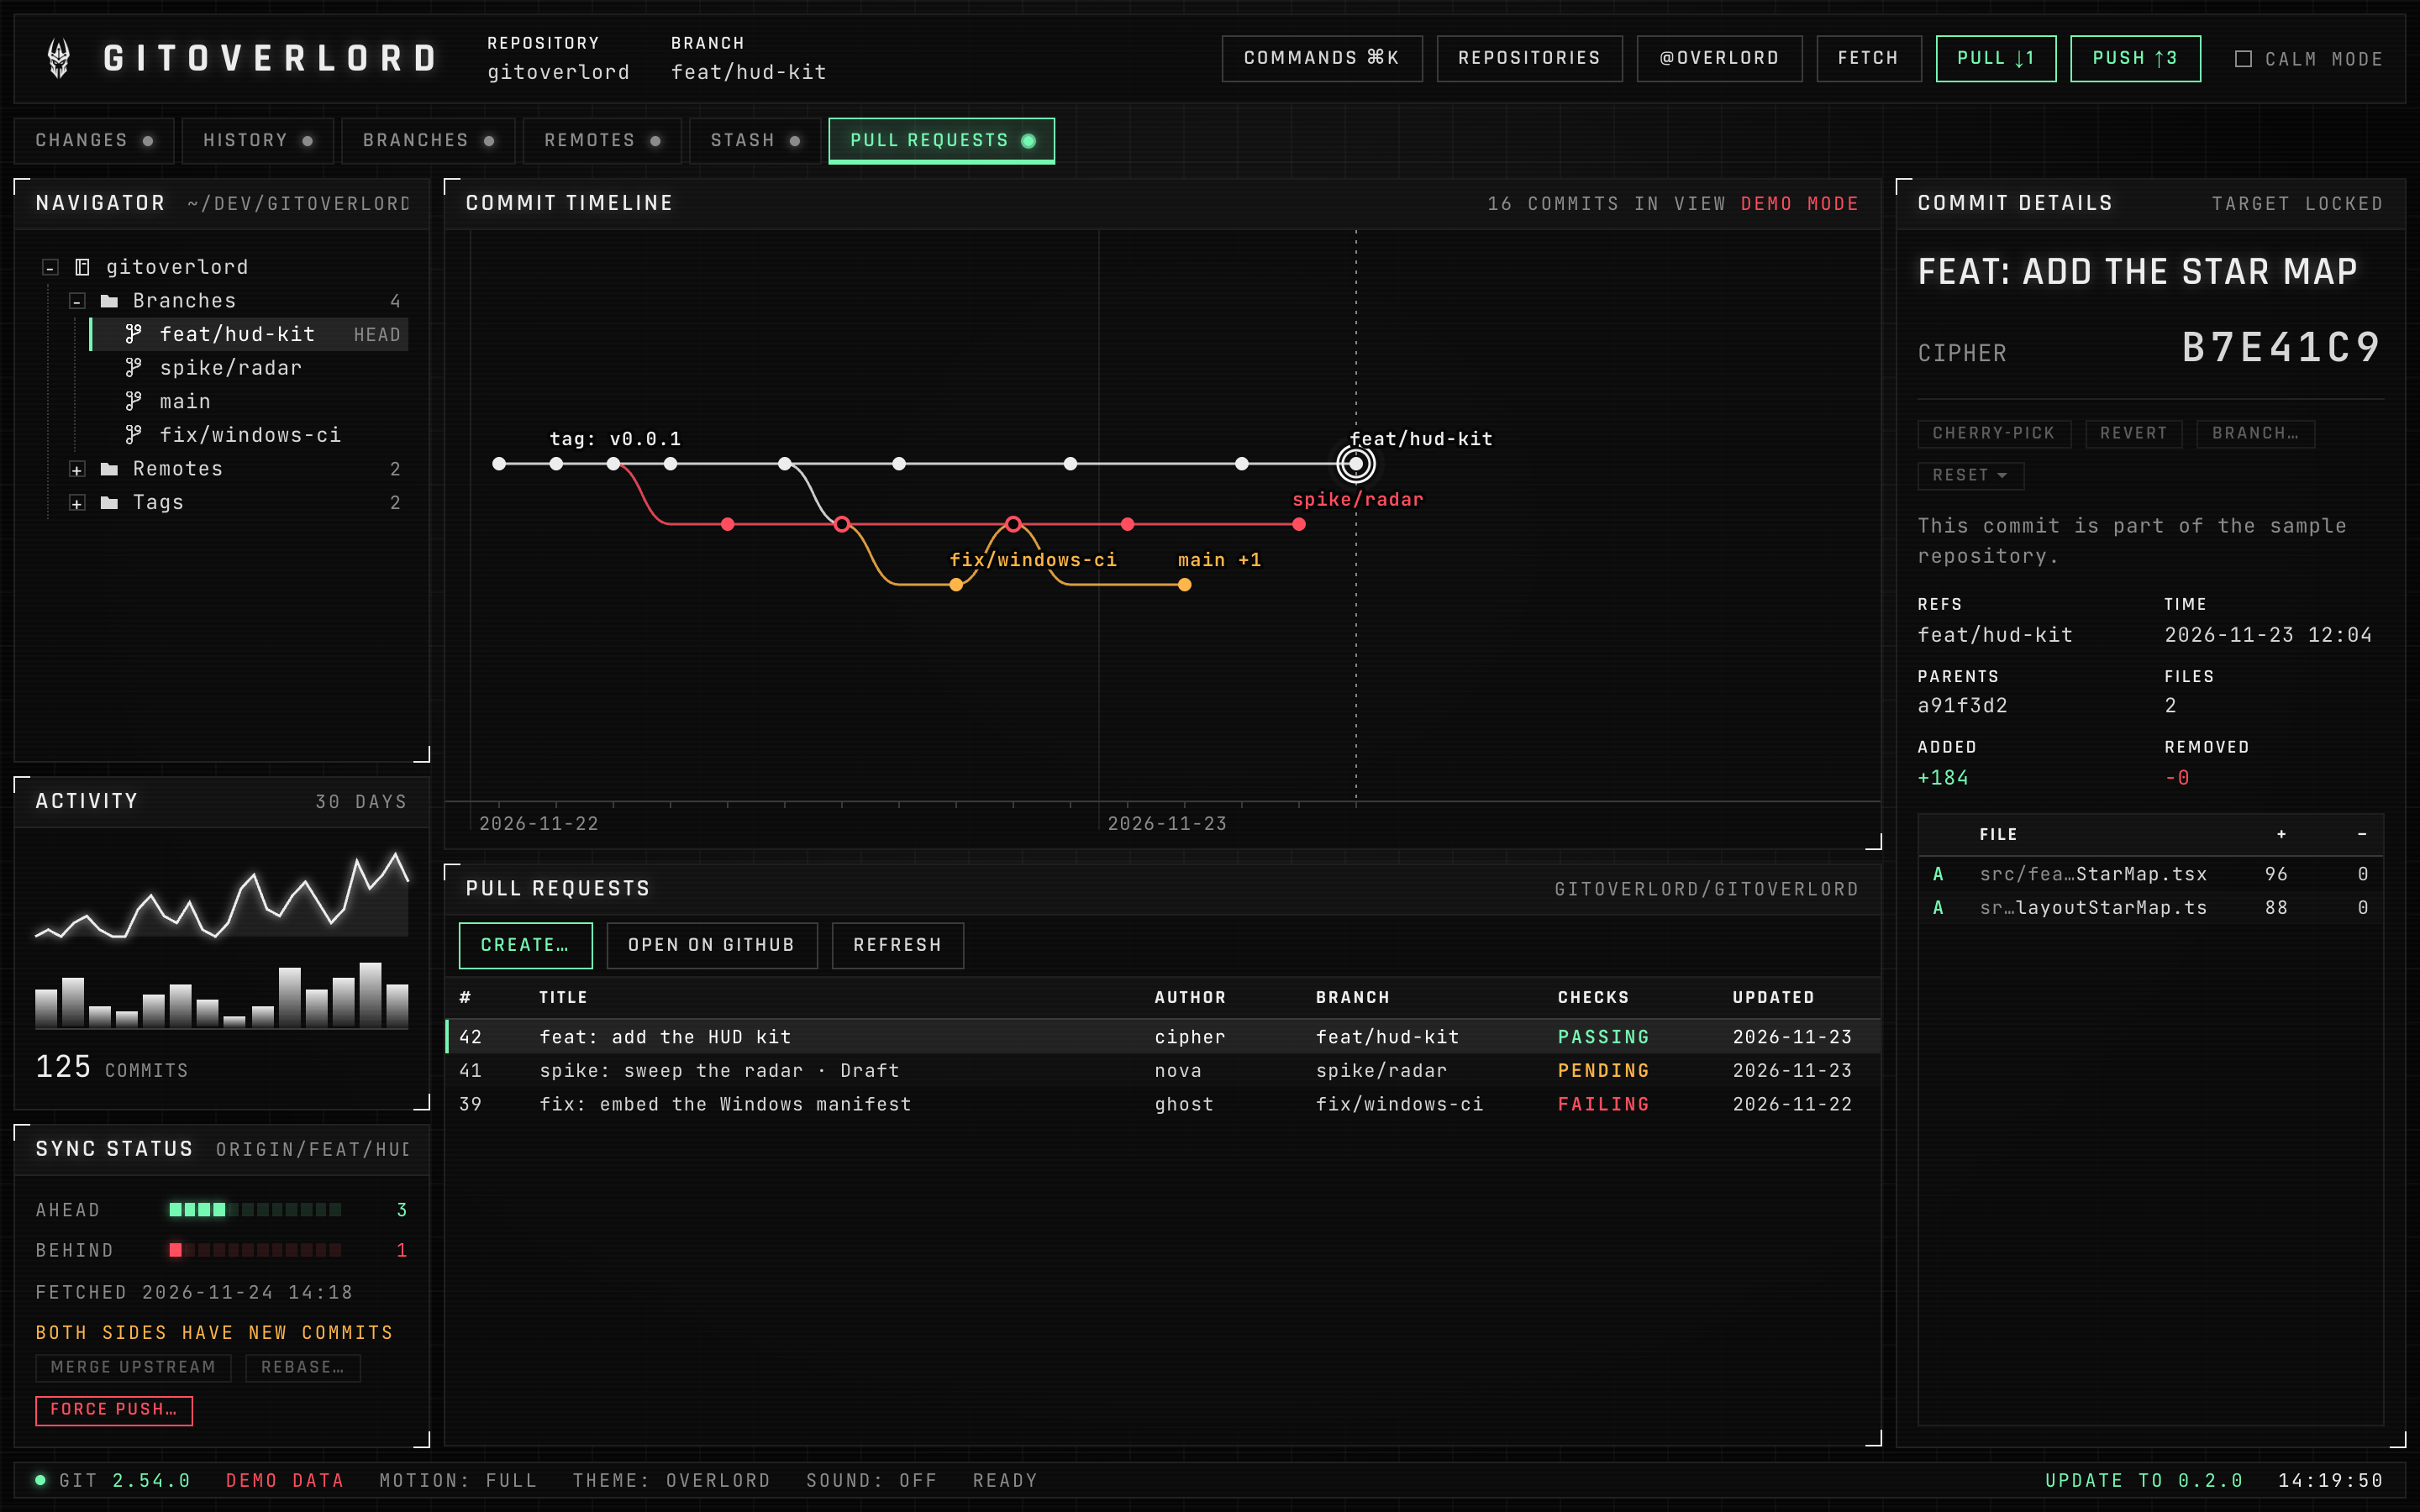 GITOVERLORD
REPOSITORY
gitoverlord
BRANCH
feat/hud-kit
COMMANDS ⌘K
REPOSITORIES
@OVERLORD
FETCH
PULL ↓1
PUSH ↑3
CALM MODE
CHANGES
HISTORY
BRANCHES
REMOTES
STASH
PULL REQUESTS
NAVIGATOR ~/DEV/GITOVERLORD
gitoverlord
Branches 4
feat/hud-kit HEAD
spike/radar
main
fix/windows-ci
Remotes 2
Tags 2
ACTIVITY 30 DAYS
125 COMMITS
SYNC STATUS ORIGIN/FEAT/HUD
AHEAD 3
BEHIND 1
FETCHED 2026-11-24 14:18
BOTH SIDES HAVE NEW COMMITS
MERGE UPSTREAM
REBASE…
FORCE PUSH…
COMMIT TIMELINE 16 COMMITS IN VIEW DEMO MODE
tag: v0.0.1
feat/hud-kit
spike/radar
fix/windows-ci
main +1
2026-11-22
2026-11-23
PULL REQUESTS GITOVERLORD/GITOVERLORD
CREATE…
OPEN ON GITHUB
REFRESH
# TITLE AUTHOR BRANCH CHECKS UPDATED
42 feat: add the HUD kit cipher feat/hud-kit PASSING 2026-11-23
41 spike: sweep the radar · Draft nova spike/radar PENDING 2026-11-23
39 fix: embed the Windows manifest ghost fix/windows-ci FAILING 2026-11-22
COMMIT DETAILS TARGET LOCKED
FEAT: ADD THE STAR MAP
CIPHER B7E41C9
CHERRY-PICK
REVERT
BRANCH…
RESET
This commit is part of the sample
repository.
REFS TIME
feat/hud-kit 2026-11-23 12:04
PARENTS FILES
a91f3d2 2
ADDED REMOVED
+184 -0
FILE + −
A src/fea…StarMap.tsx 96 0
A sr…layoutStarMap.ts 88 0
GIT 2.54.0 DEMO DATA MOTION: FULL THEME: OVERLORD SOUND: OFF READY
UPDATE TO 0.2.0 14:19:50